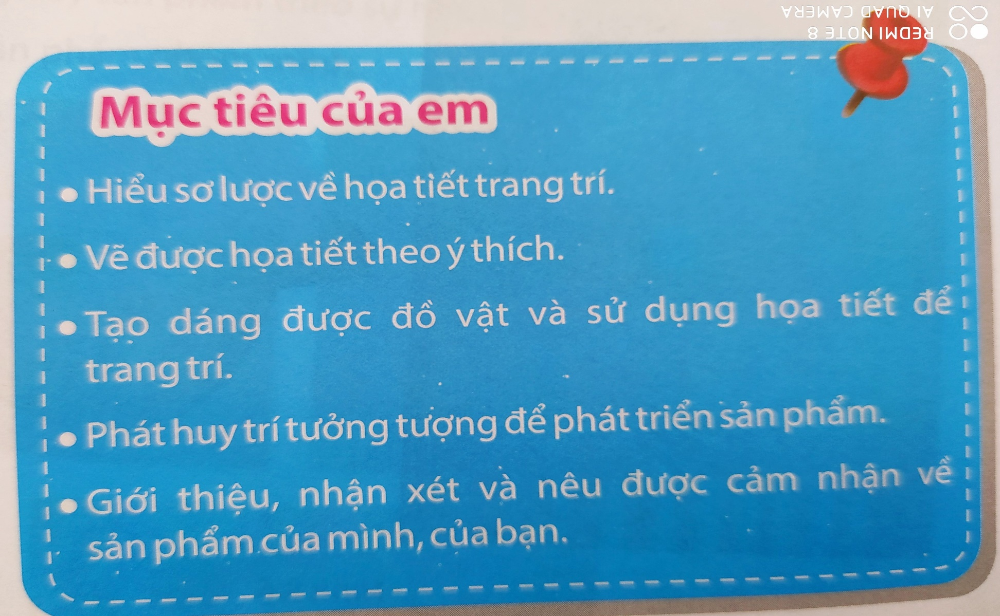 REDMI NOTE 8
AI QUAD CAMERA
Mục tiêu của em
• Hiểu sơ lược về họa tiết trang trí.
• Vẽ được họa tiết theo ý thích.
• Tạo dáng được đồ vật và sử dụng họa tiết để
trang trí.
• Phát huy trí tưởng tượng để phát triển sản phẩm.
• Giới thiệu, nhận xét và nêu được cảm nhận về
sản phẩm của mình, của bạn.